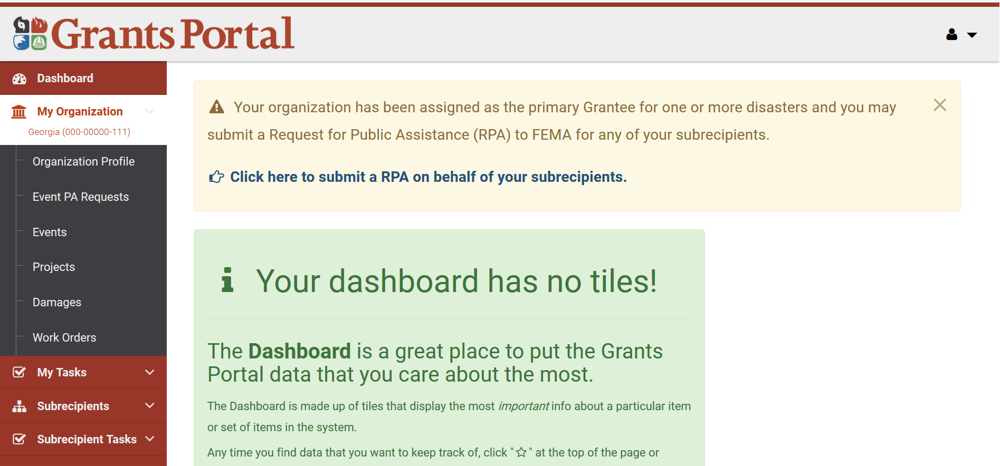 Grants Portal
Dashboard
My Organization
Georgia (000-00000-111)
Organization Profile
Event PA Requests
Events
Projects
Damages
Work Orders
My Tasks
Subrecipients
Subrecipient Tasks
Your organization has been assigned as the primary Grantee for one or more disasters and you may
submit a Request for Public Assistance (RPA) to FEMA for any of your subrecipients.
Click here to submit a RPA on behalf of your subrecipients.
Your dashboard has no tiles!
The Dashboard is a great place to put the Grants
Portal data that you care about the most.
The Dashboard is made up of tiles that display the most important info about a particular item
or set of items in the system.
Any time you find data that you want to keep track of, click "☆" at the top of the page or